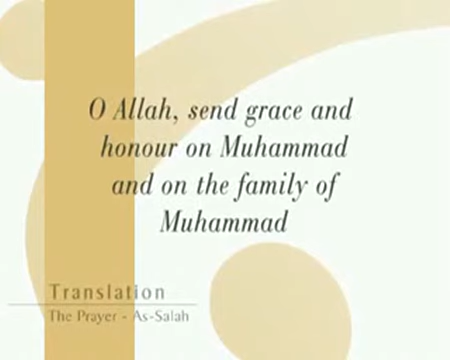 O Allah, send grace and
honour on Muhammad
and on the family of
Muhammad
Translation
The Prayer - As-Salah